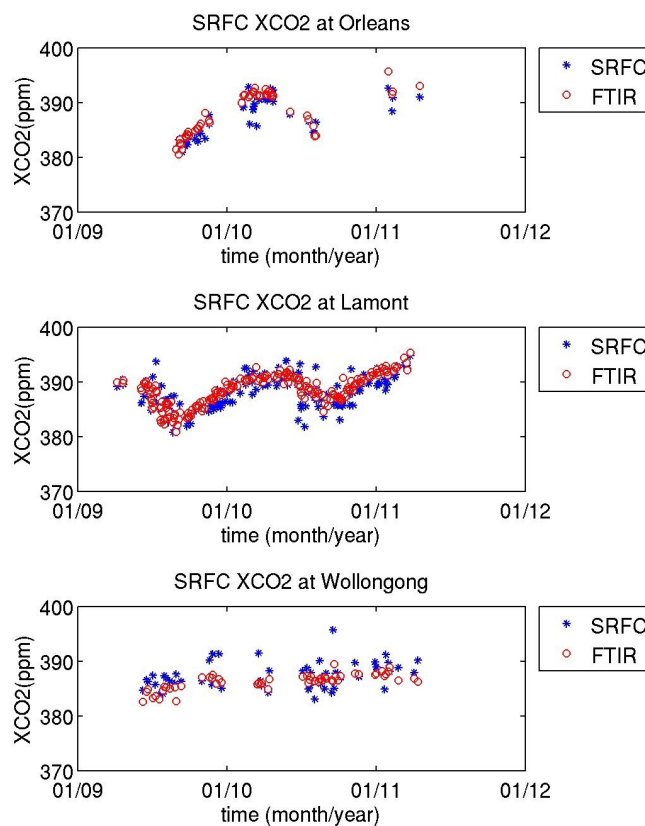 SRFC XCO2 at Orleans
400
390
380
370
XCO2(ppm)
01/09 01/10 01/11 01/12
time (month/year)
SRFC
FTIR
SRFC XCO2 at Lamont
400
390
380
370
XCO2(ppm)
01/09 01/10 01/11 01/12
time (month/year)
SRFC
FTIR
SRFC XCO2 at Wollongong
400
390
380
370
XCO2(ppm)
01/09 01/10 01/11 01/12
time (month/year)
SRFC
FTIR